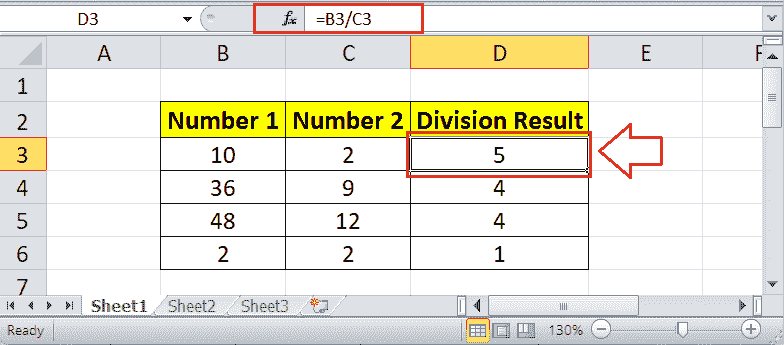 D3 fx =B3/C3
A B C D E F
1
2 Number 1 Number 2 Division Result
3 10 2 5
4 36 9 4
5 48 12 4
6 2 2 1
7
Sheet1 Sheet2 Sheet3
Ready 130%